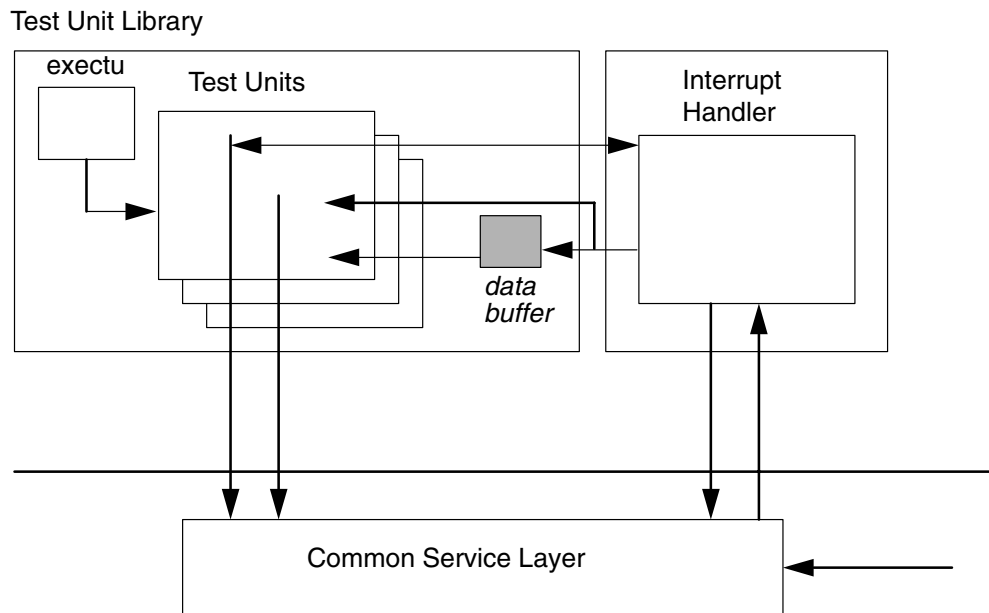 Test Unit Library
exectu
Test Units
Interrupt
Handler
data
buffer
Common Service Layer